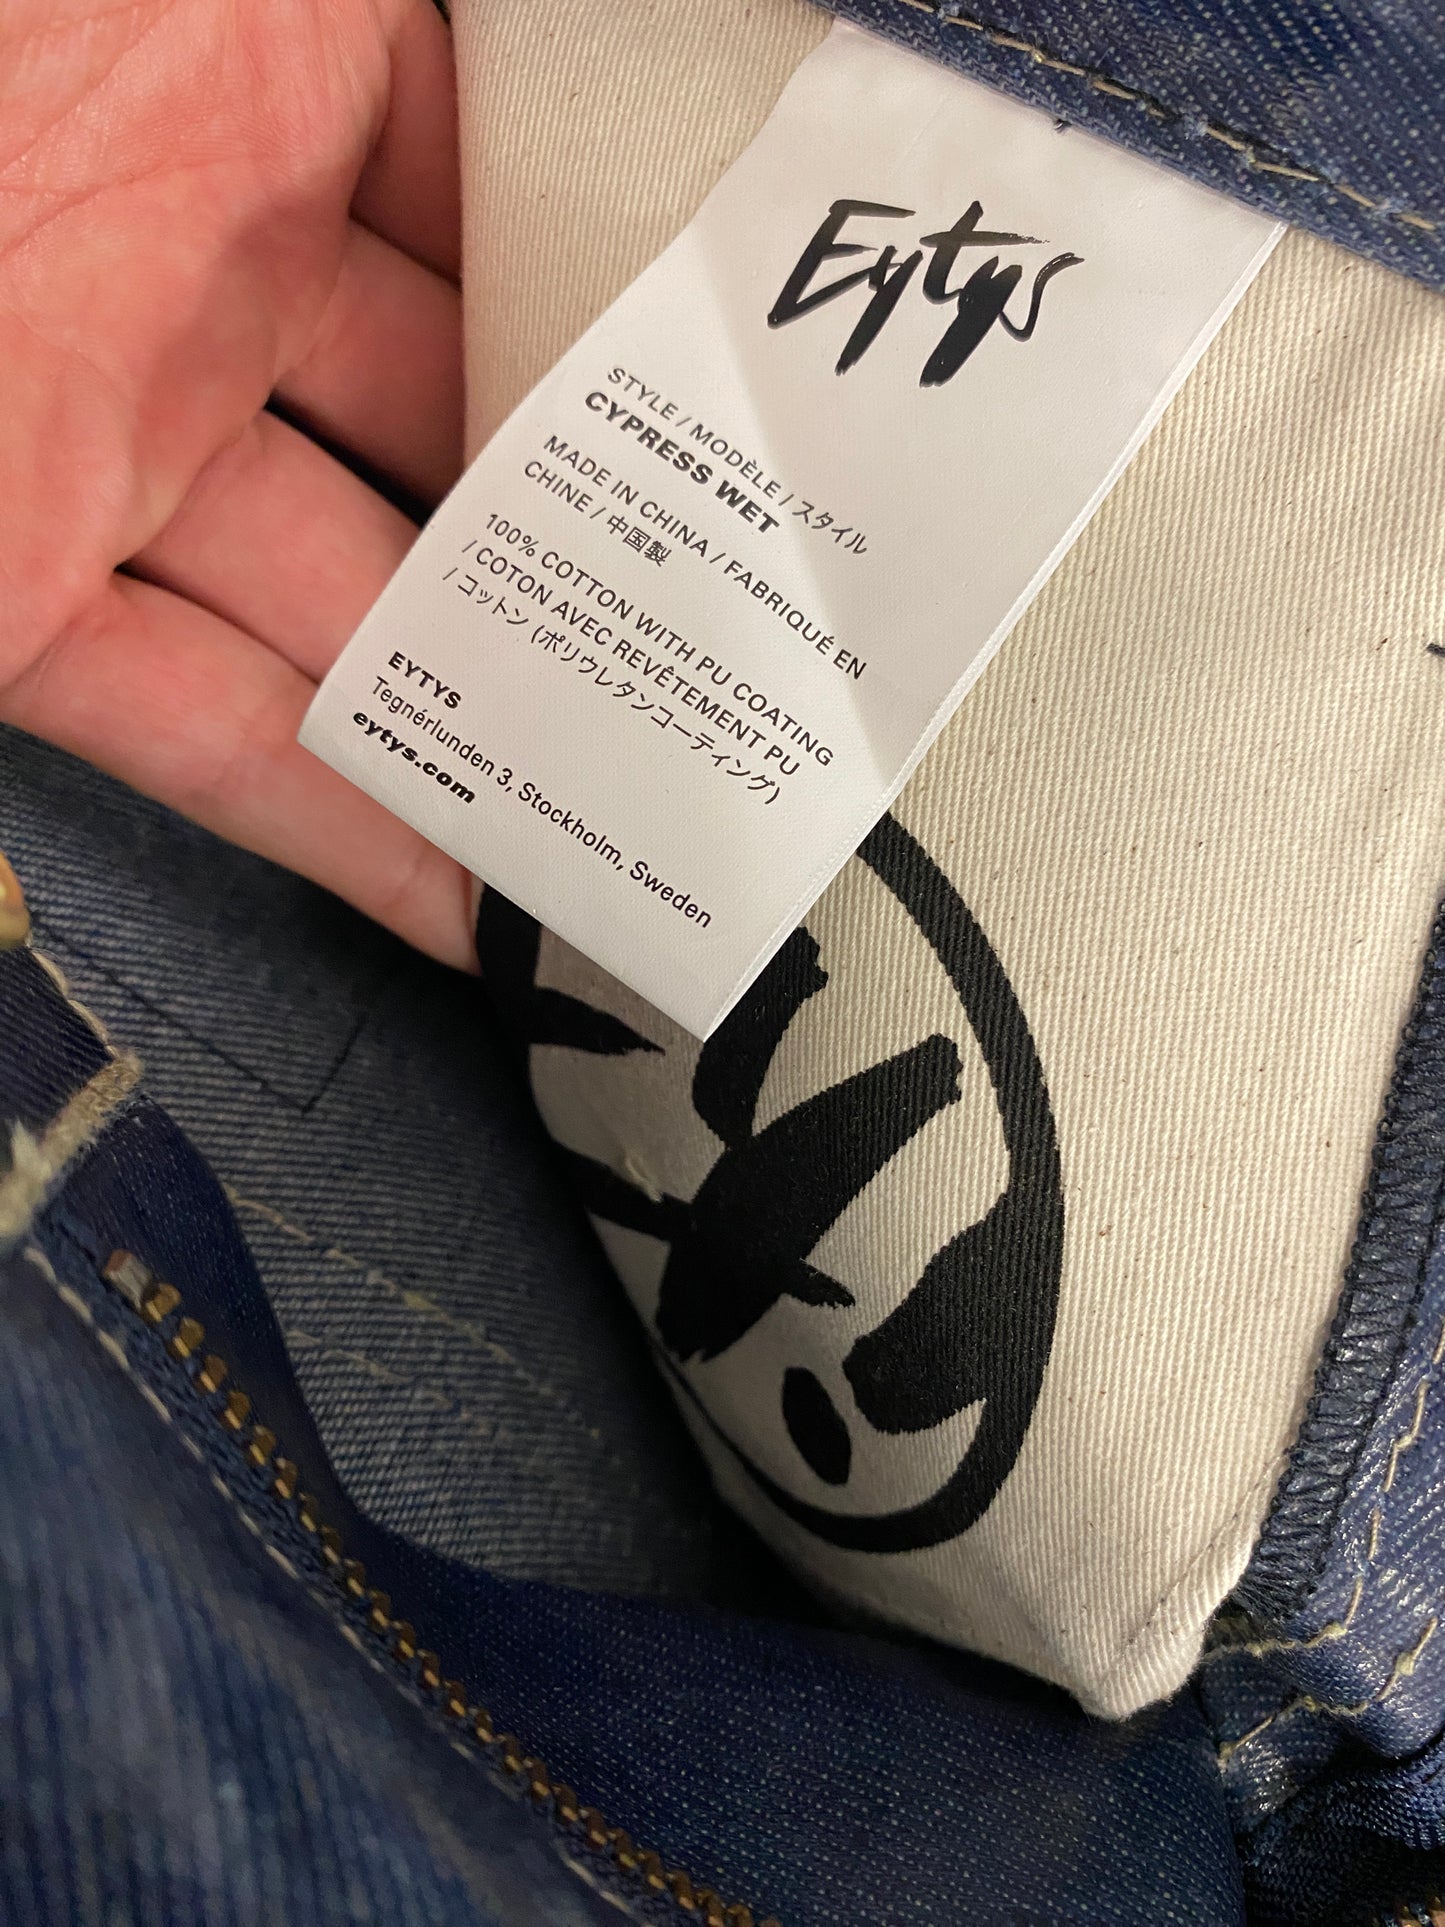 Eytys
STYLE / MODÈLE / スタイル
CYPRESS WET
MADE IN CHINA / FABRIQUÉ EN
CHINE / 中国製
100% COTTON WITH PU COATING
/ COTON AVEC REVÊTEMENT PU
/ コットン (ポリウレタンコーティング)
EYTYS
Tegnérlunden 3, Stockholm, Sweden
eytys.com